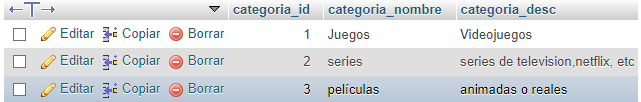 categoria_id categoria_nombre categoria_desc
Editar Copiar Borrar 1 Juegos Videojuegos
Editar Copiar Borrar 2 series series de television,netflix, etc
Editar Copiar Borrar 3 películas animadas o reales